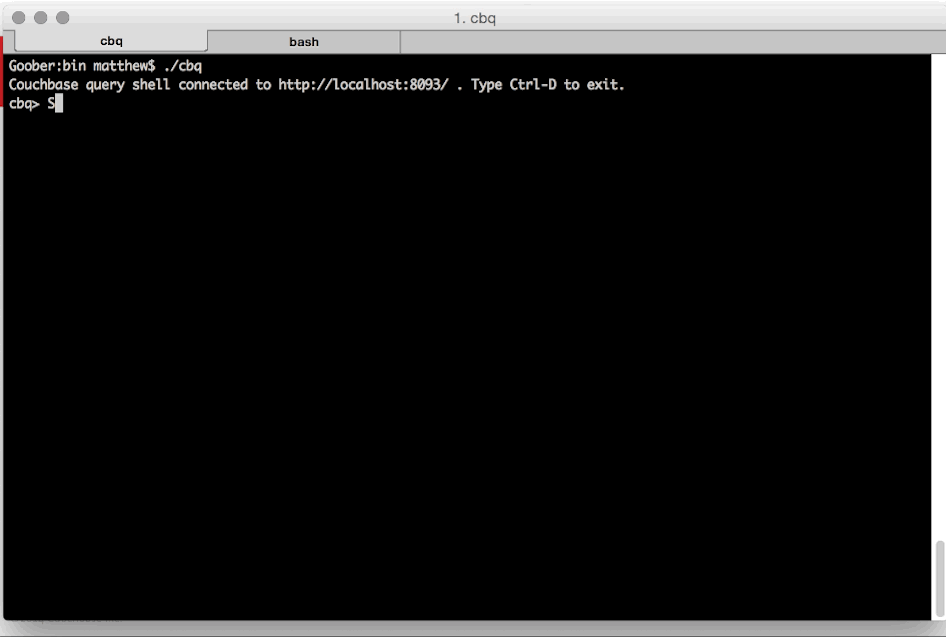 1. cbq
cbq
bash
Goober:bin matthew$ ./cbq
Couchbase query shell connected to http://localhost:8093/ . Type Ctrl-D to exit.
cbq> S